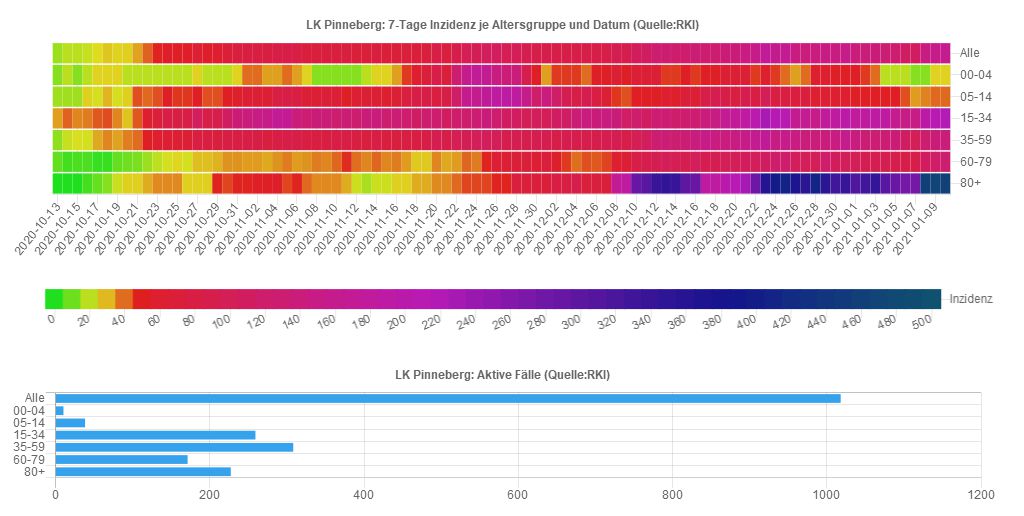 LK Pinneberg: 7-Tage Inzidenz je Altersgruppe und Datum (Quelle:RKI)
Alle
00-04
05-14
15-34
35-59
60-79
80+
2020-10-13 2020-10-15 2020-10-17 2020-10-19 2020-10-21 2020-10-23 2020-10-25 2020-10-27 2020-10-29 2020-10-31 2020-11-02 2020-11-04 2020-11-06 2020-11-08 2020-11-10 2020-11-12 2020-11-14 2020-11-16 2020-11-18 2020-11-20 2020-11-22 2020-11-24 2020-11-26 2020-11-28 2020-11-30 2020-12-02 2020-12-04 2020-12-06 2020-12-08 2020-12-10 2020-12-12 2020-12-14 2020-12-16 2020-12-18 2020-12-20 2020-12-22 2020-12-24 2020-12-26 2020-12-28 2020-12-30 2021-01-01 2021-01-03 2021-01-05 2021-01-07 2021-01-09
Inzidenz
0 20 40 60 80 100 120 140 160 180 200 220 240 260 280 300 320 340 360 380 400 420 440 460 480 500
LK Pinneberg: Aktive Fälle (Quelle:RKI)
Alle
00-04
05-14
15-34
35-59
60-79
80+
0 200 400 600 800 1000 1200